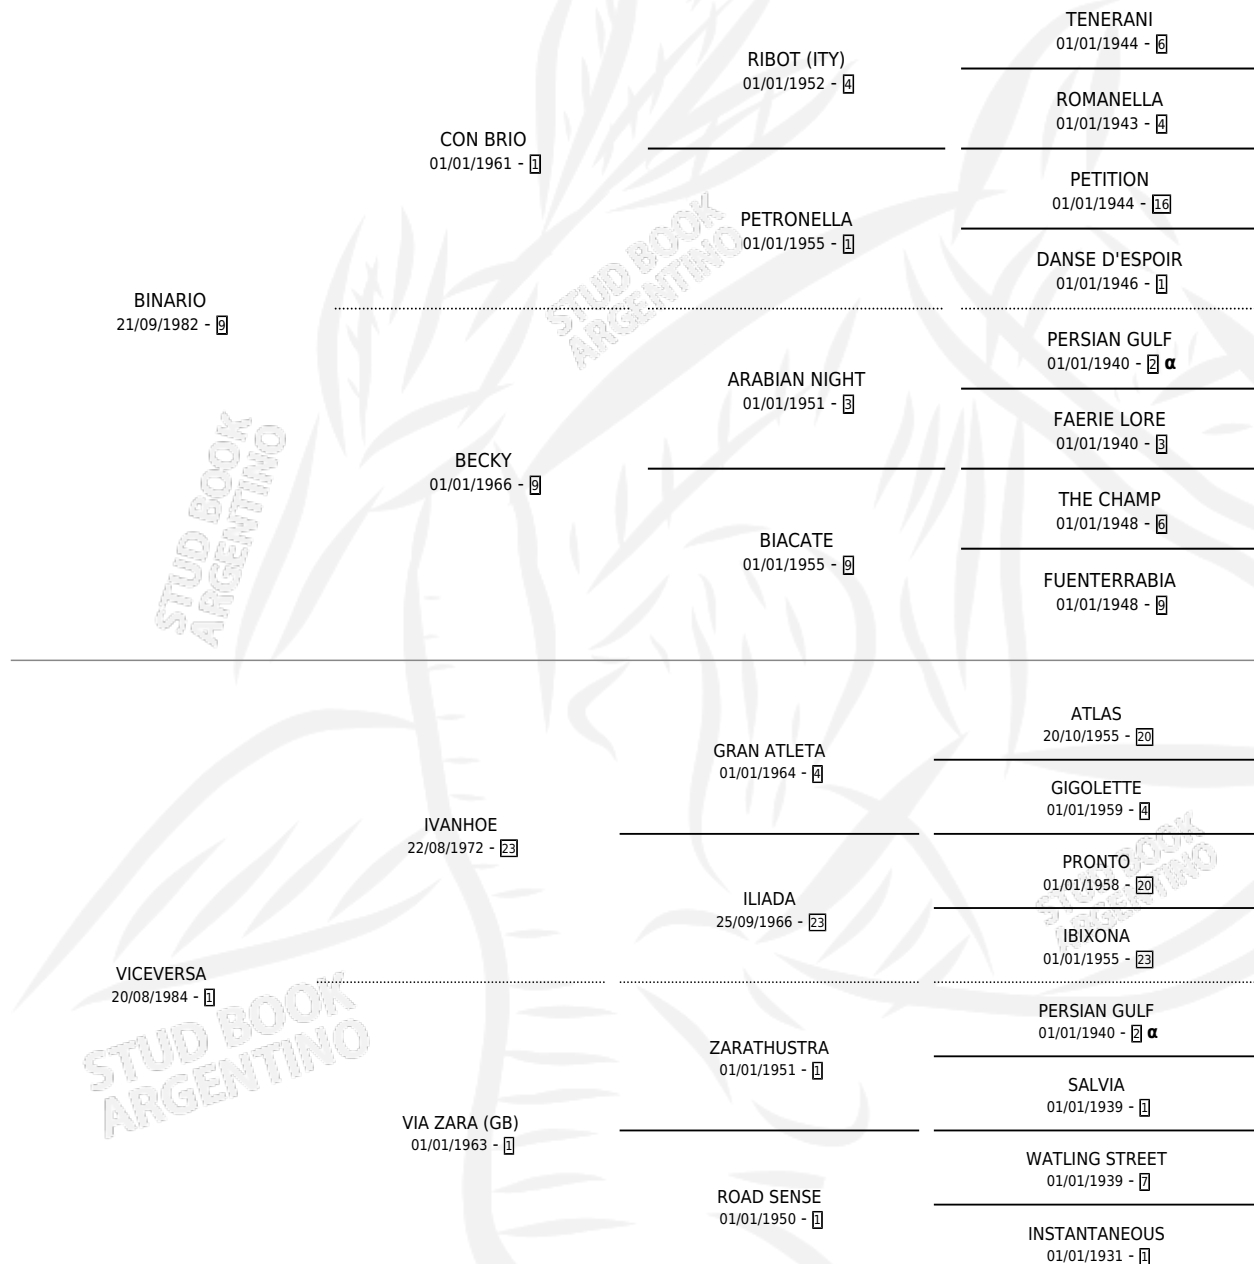 TENERANI
01/01/1944 - 6
RIBOT (ITY)
01/01/1952 - 4
ROMANELLA
01/01/1943 - 4
CON BRIO
01/01/1961 - 1
PETITION
01/01/1944 - 16
PETRONELLA
01/01/1955 - 1
DANSE D'ESPOIR
01/01/1946 - 1
STUD BOOK
ARGENTINO
BINARIO
21/09/1982 - 9
PERSIAN GULF
01/01/1940 - 2 α
ARABIAN NIGHT
01/01/1951 - 3
FAERIE LORE
01/01/1940 - 3
BECKY
01/01/1966 - 9
THE CHAMP
01/01/1948 - 6
BIACATE
01/01/1955 - 9
FUENTERRABIA
01/01/1948 - 9
STUD BOOK
ARGENTINO
ATLAS
20/10/1955 - 20
GRAN ATLETA
01/01/1964 - 4
GIGOLETTE
01/01/1959 - 4
IVANHOE
22/08/1972 - 23
PRONTO
01/01/1958 - 20
ILIADA
25/09/1966 - 23
IBIXONA
01/01/1955 - 23
STUD BOOK
ARGENTINO
VICEVERSA
20/08/1984 - 1
PERSIAN GULF
01/01/1940 - 2 α
ZARATHUSTRA
01/01/1951 - 1
SALVIA
01/01/1939 - 1
STUD BOOK
ARGENTINO
VIA ZARA (GB)
01/01/1963 - 1
WATLING STREET
01/01/1939 - 7
ROAD SENSE
01/01/1950 - 1
INSTANTANEOUS
01/01/1931 - 1